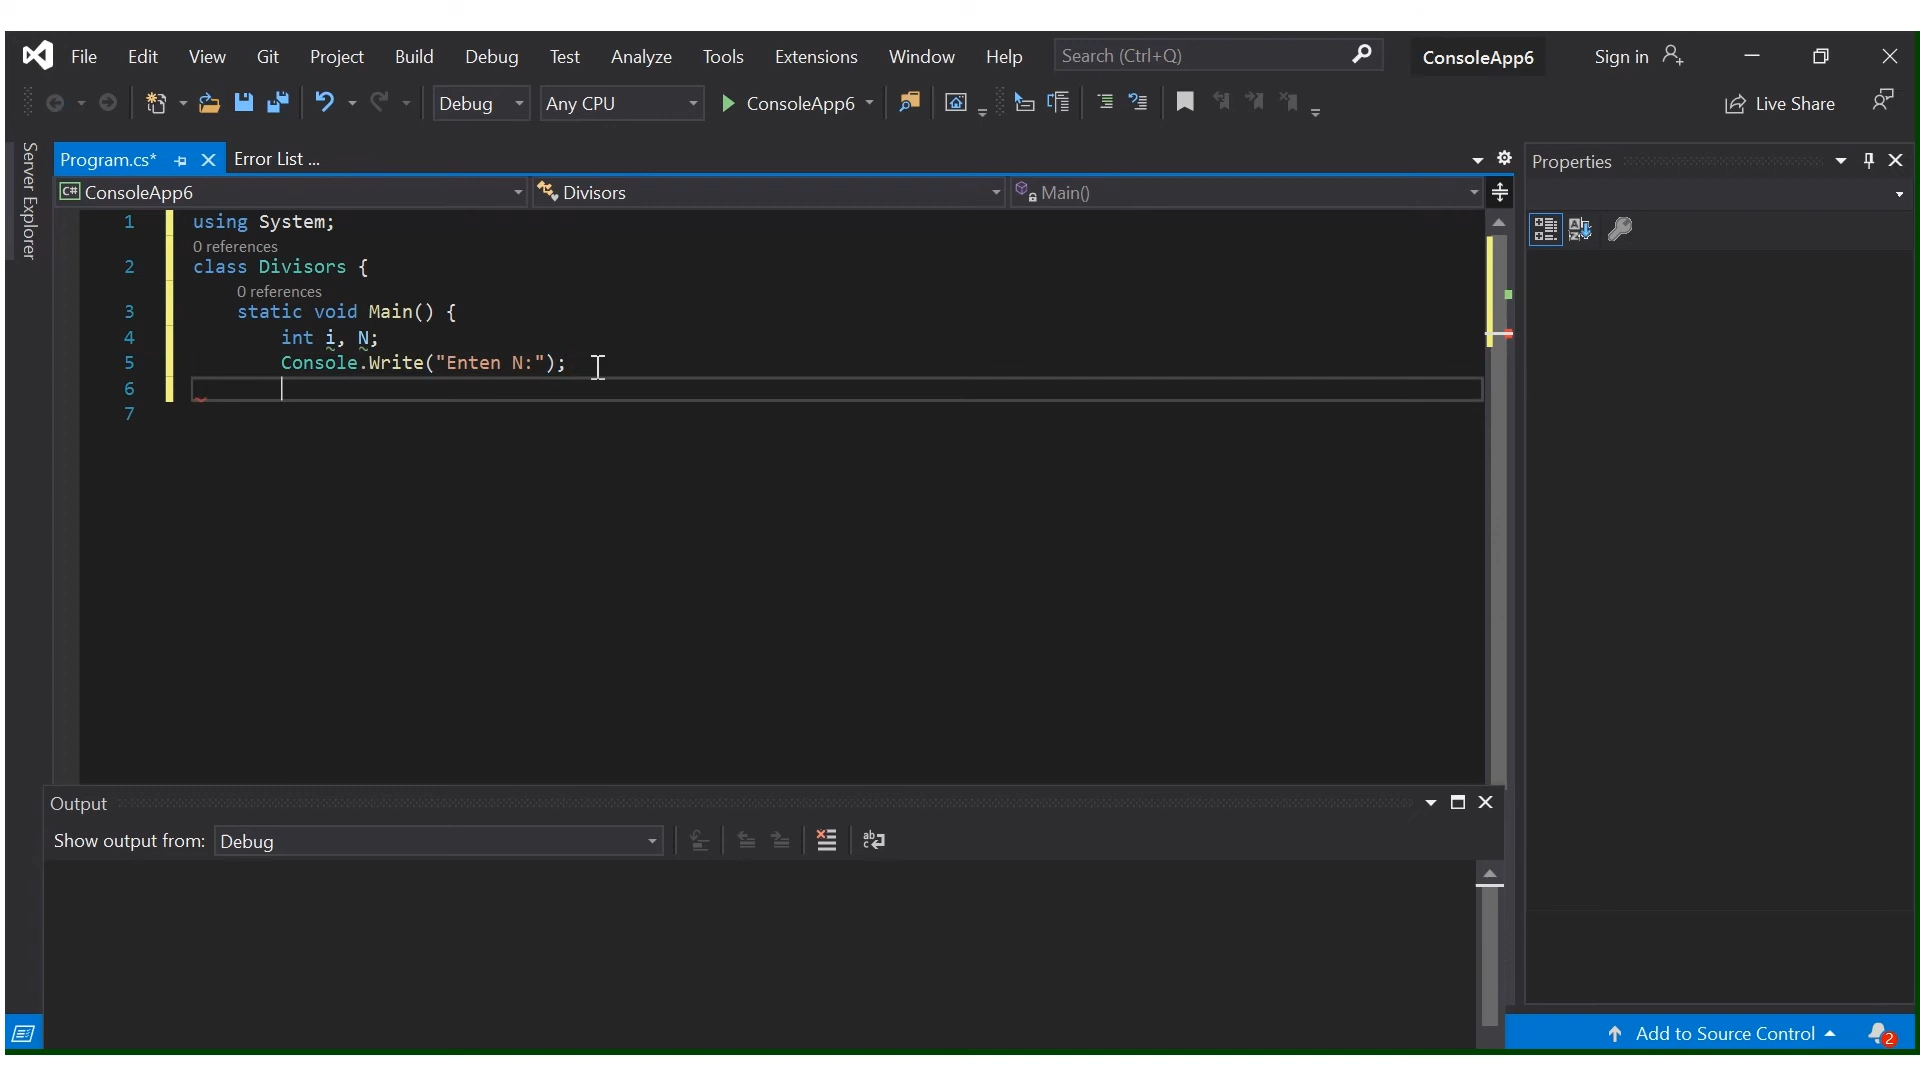 File Edit View Git Project Build Debug Test Analyze Tools Extensions Window Help Search (Ctrl+Q) ConsoleApp6 Sign in
Debug Any CPU ConsoleApp6 Live Share
Server Explorer
Program.cs* Error List ...
Properties
C# ConsoleApp6 Divisors Main()
1 using System;
0 references
2 class Divisors {
0 references
3 static void Main() {
4 int i, N;
5 Console.Write("Enten N:");
6
7
Output
Show output from: Debug
Add to Source Control 2